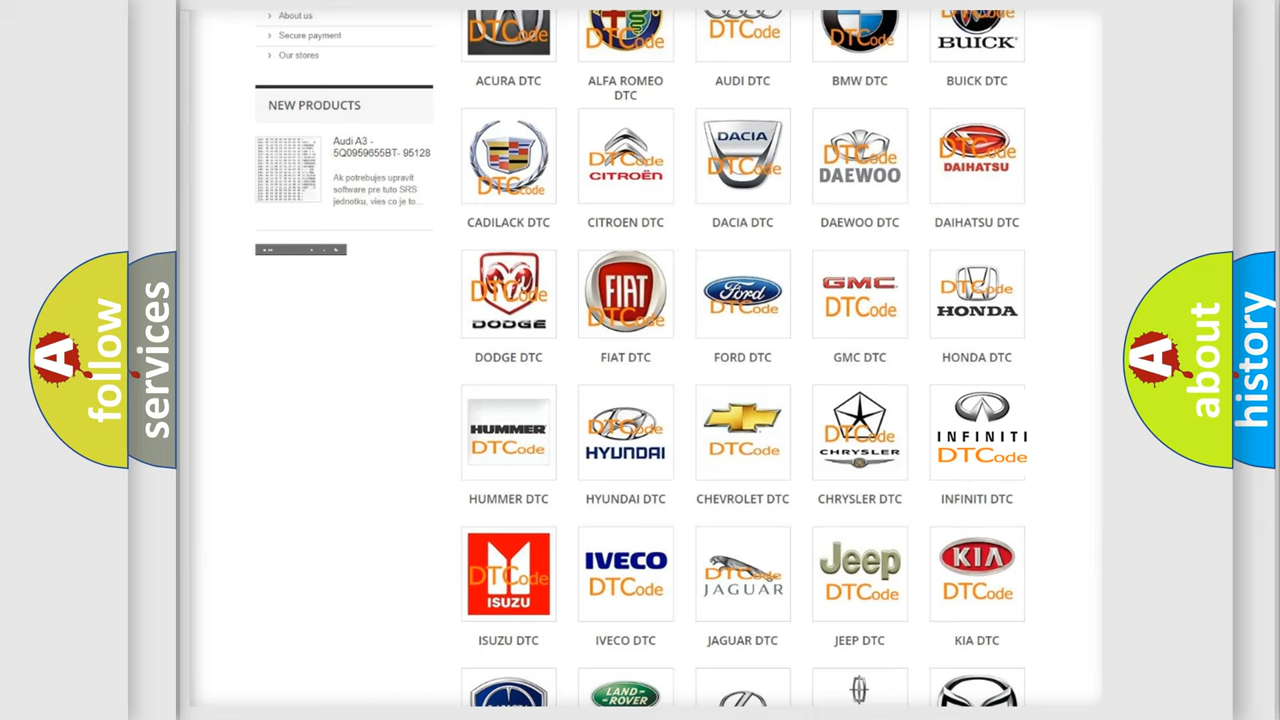 About us
Secure payment
Our stores
NEW PRODUCTS
Audi A3 -
5Q0959655BT- 95128
Ak potrebujes upravit
software pre tuto SRS
jednotku, vies co je to...
DTCode
DTCode
DTCode
DTCode
DTCode
BUICK
ACURA DTC
ALFA ROMEO
DTC
AUDI DTC
BMW DTC
BUICK DTC
DTCode
DTCode
CITROËN
DACIA
DTCode
DTCode
DAEWOO
DTCode
DAIHATSU
CADILACK DTC
CITROEN DTC
DACIA DTC
DAEWOO DTC
DAIHATSU DTC
DTCode
DODGE
FIAT
DTCode
Ford
DTCode
GMC
DTCode
DTCode
HONDA
DODGE DTC
FIAT DTC
FORD DTC
GMC DTC
HONDA DTC
HUMMER
DTCode
DTCode
HYUNDAI
DTCode
DTCode
CHRYSLER
INFINITI
DTCode
HUMMER DTC
HYUNDAI DTC
CHEVROLET DTC
CHRYSLER DTC
INFINITI DTC
DTCode
ISUZU
IVECO
DTCode
DTCode
JAGUAR
Jeep
DTCode
KIA
DTCode
ISUZU DTC
IVECO DTC
JAGUAR DTC
JEEP DTC
KIA DTC
LAND-
ROVER
A
follow
services
A
about
history